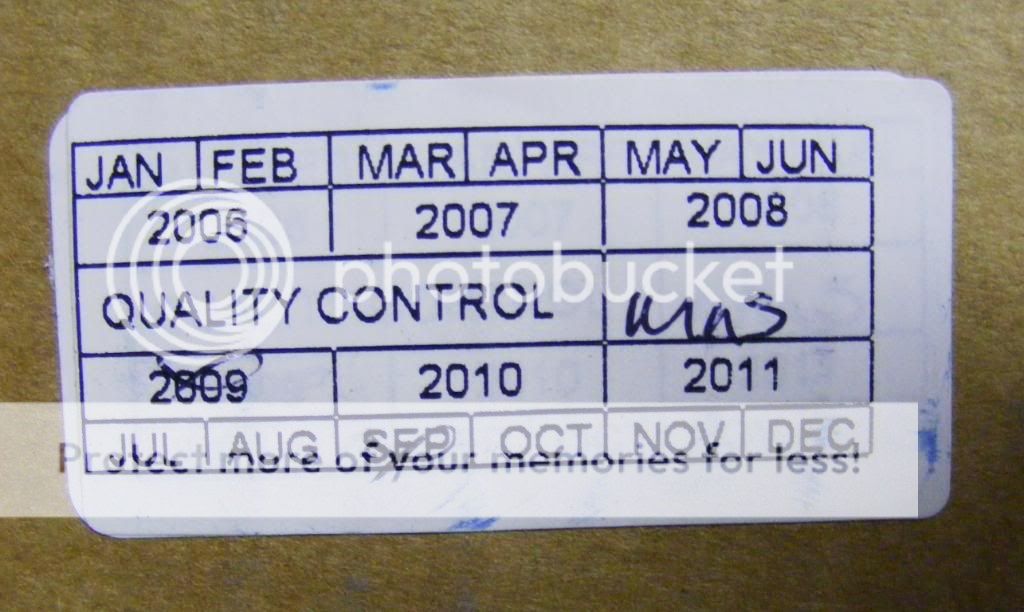 JAN FEB MAR APR MAY JUN
2006 2007 2008
photobucket
QUALITY CONTROL
2009 2010 2011
JUL AUG SEP OCT NOV DEC
Protect more of your memories for less!